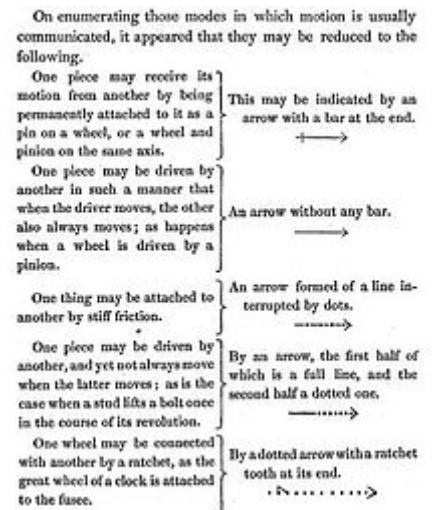 On enumerating those modes in which motion is usually
communicated, it appeared that they may be reduced to the
following.
One piece may receive its
motion from another by being
permanently attached to it as a
pin on a wheel, or a wheel and
pinion on the same axis.
This may be indicated by an
arrow with a bar at the end.
One piece may be driven by
another in such a manner that
when the driver moves, the other
also always moves; as happens
when a wheel is driven by a
pinion.
An arrow without any bar.
One thing may be attached to
another by stiff friction.
An arrow formed of a line in-
terrupted by dots.
One piece may be driven by
another, and yet not always move
when the latter moves; as is the
case when a stud lifts a bolt once
in the course of its revolution.
By an arrow, the first half of
which is a full line, and the
second half a dotted one.
One wheel may be connected
with another by a ratchet, as the
great wheel of a clock is attached
to the fusee.
By a dotted arrow with a ratchet
tooth at its end.